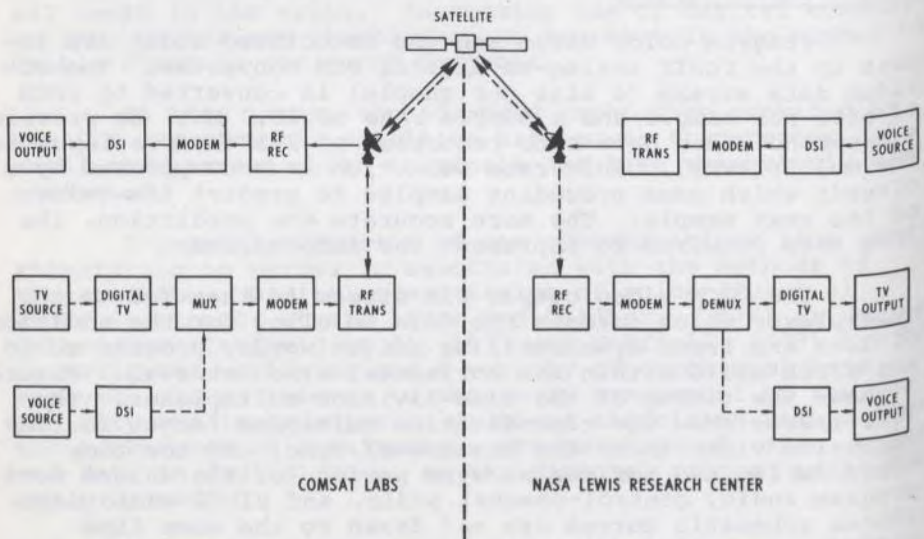 SATELLITE
VOICE
OUTPUT
DSI
MODEM
RF
REC
RF
TRANS
MODEM
DSI
VOICE
SOURCE
TV
SOURCE
DIGITAL
TV
MUX
MODEM
RF
TRANS
RF
REC
MODEM
DEMUX
DIGITAL
TV
TV
OUTPUT
VOICE
SOURCE
DSI
DSI
VOICE
OUTPUT
COMSAT LABS
NASA LEWIS RESEARCH CENTER